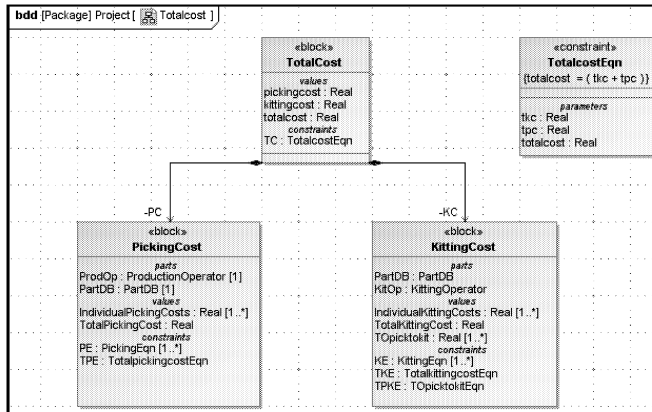 bdd [Package] Project [ Totalcost ]
«block»
TotalCost
values
pickingcost : Real
kittingcost : Real
totalcost : Real
constraints
TC : TotalcostEqn
«constraint»
TotalcostEqn
{totalcost = ( tkc + tpc )}
parameters
tkc : Real
tpc : Real
totalcost : Real
-PC
-KC
«block»
PickingCost
parts
ProdOp : ProductionOperator [1]
PartDB : PartDB [1]
values
IndividualPickingCosts : Real [1..*]
TotalPickingCost : Real
constraints
PE : PickingEqn [1..*]
TPE : TotalpickingcostEqn
«block»
KittingCost
parts
PartDB : PartDB
KitOp : KittingOperator
values
IndividualKittingCosts : Real [1..*]
TotalKittingCost : Real
TOpicktokit : Real [1..*]
constraints
KE : KittingEqn [1..*]
TKE : TotalkittingcostEqn
TPKE : TOpicktokitEqn